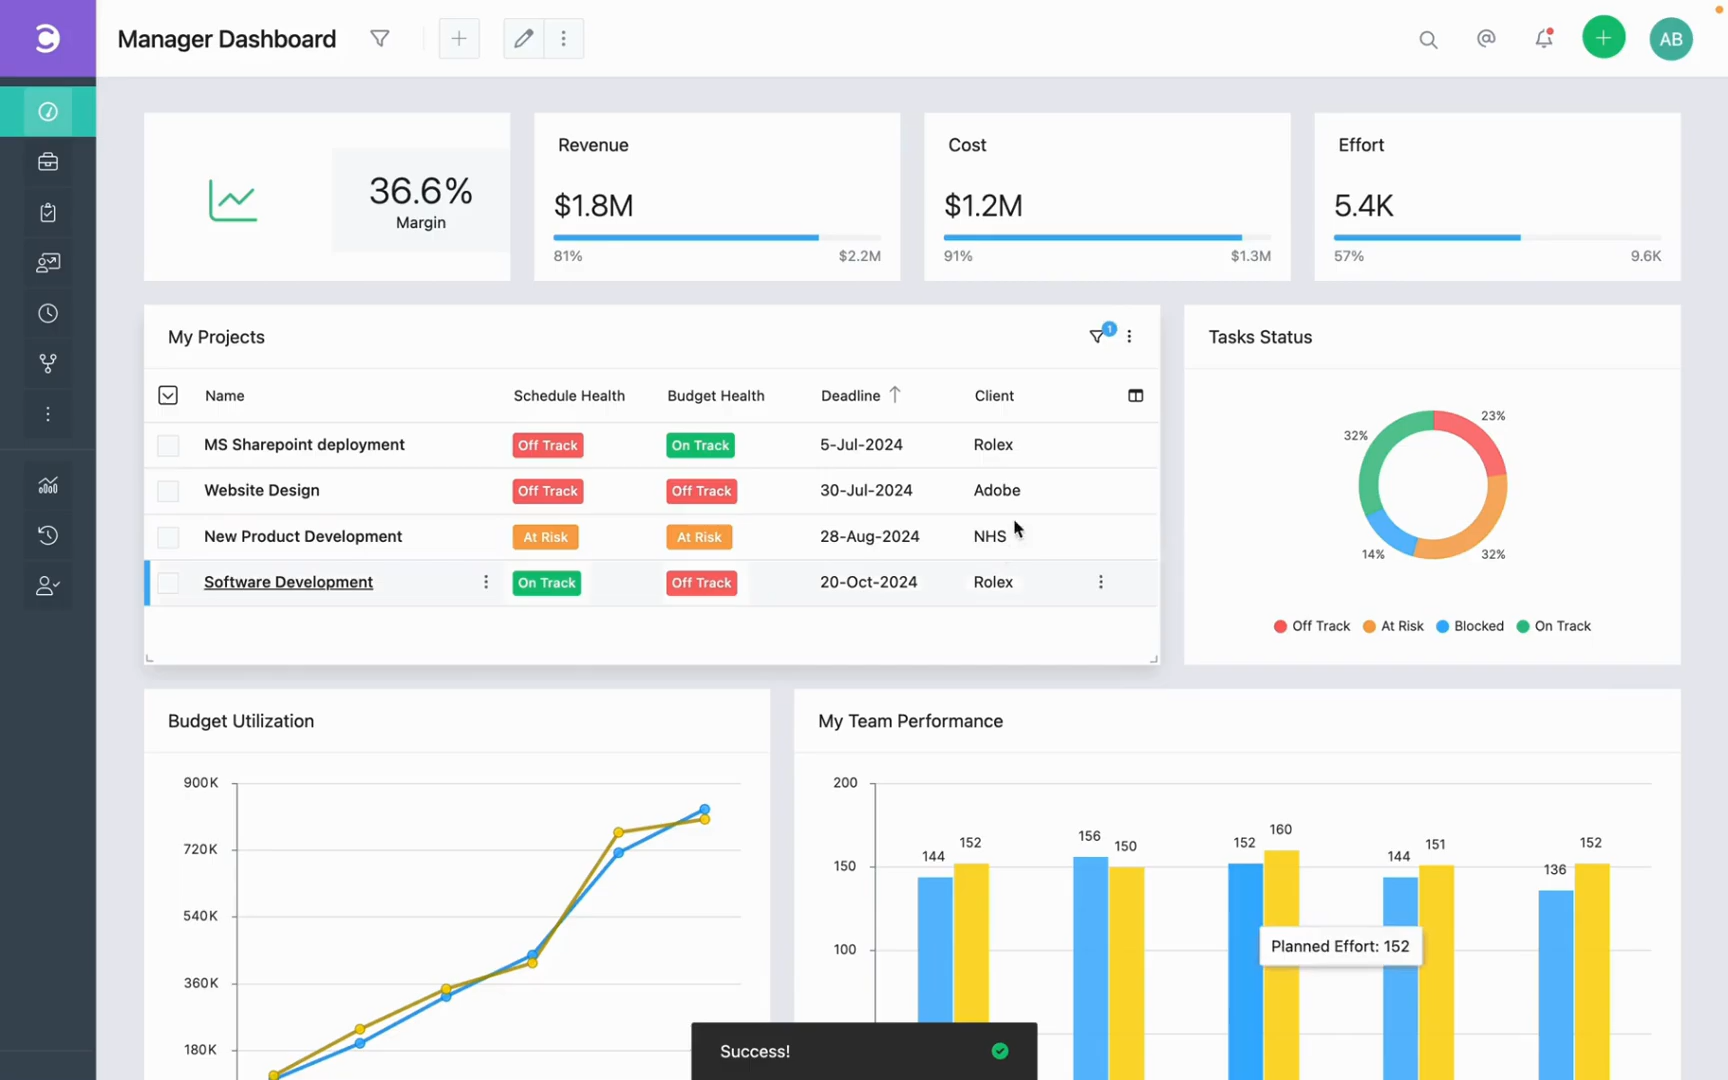 Manager Dashboard
AB
36.6%
Margin
Revenue
$1.8M
81% $2.2M
Cost
$1.2M
91% $1.3M
Effort
5.4K
57% 9.6K
My Projects
1
Name Schedule Health Budget Health Deadline Client
MS Sharepoint deployment Off Track On Track 5-Jul-2024 Rolex
Website Design Off Track Off Track 30-Jul-2024 Adobe
New Product Development At Risk At Risk 28-Aug-2024 NHS
Software Development On Track Off Track 20-Oct-2024 Rolex
Tasks Status
23%
32%
14% 32%
Off Track At Risk Blocked On Track
Budget Utilization
900K
720K
540K
360K
180K
My Team Performance
200
150
100
144 152 156 150 152 160 144 151 136 152
Planned Effort: 152
Success!